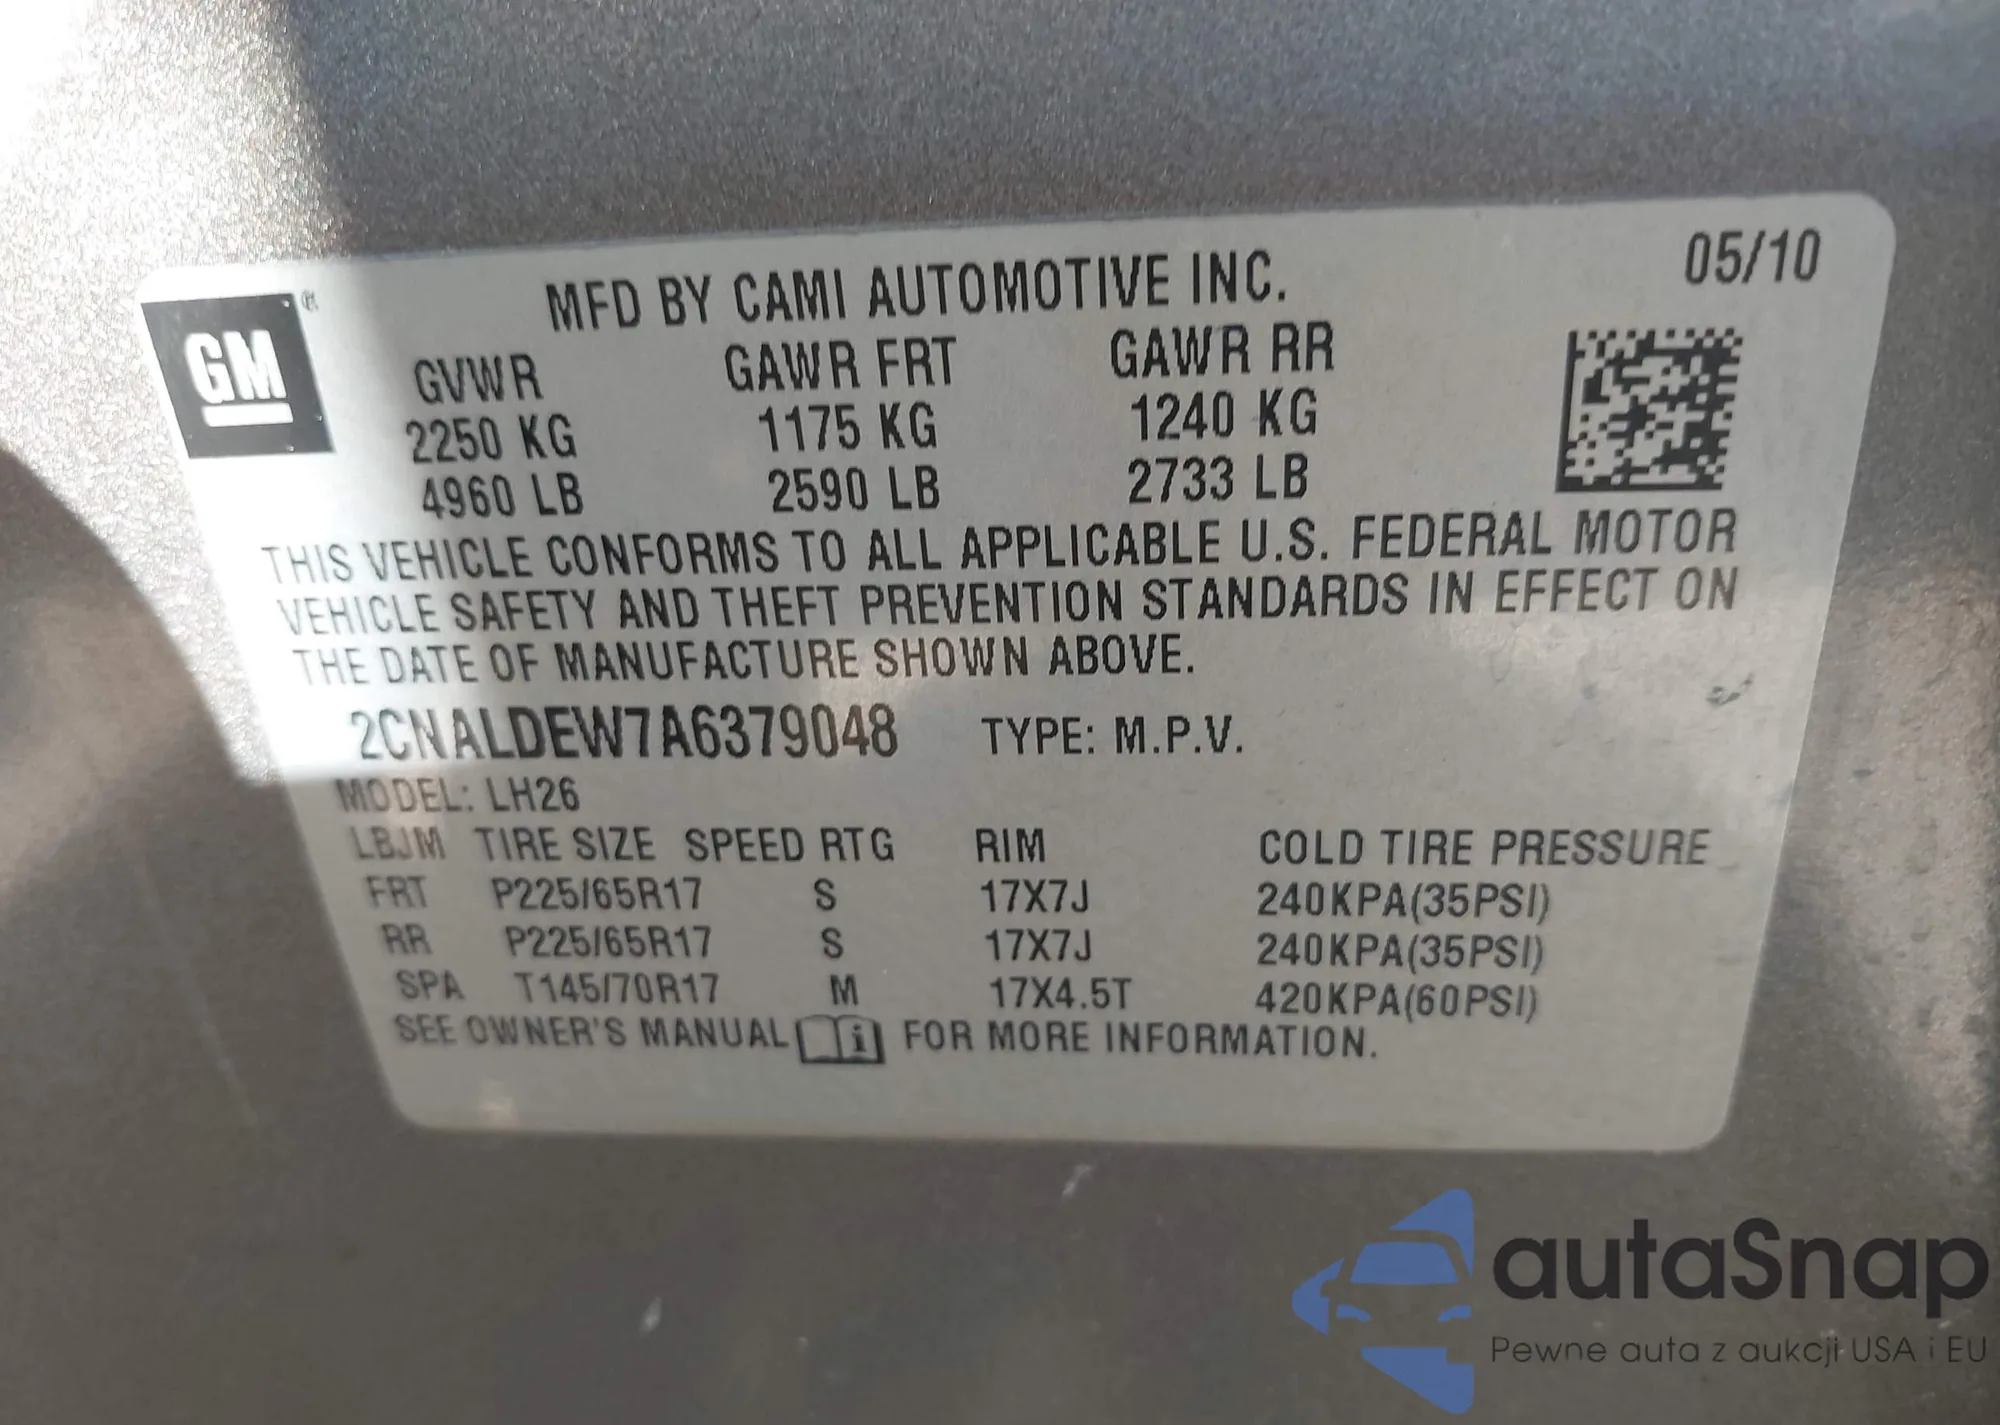 05/10
GM ®
MFD BY CAMI AUTOMOTIVE INC.
GVWR GAWR FRT GAWR RR
2250 KG 1175 KG 1240 KG
4960 LB 2590 LB 2733 LB
THIS VEHICLE CONFORMS TO ALL APPLICABLE U.S. FEDERAL MOTOR
VEHICLE SAFETY AND THEFT PREVENTION STANDARDS IN EFFECT ON
THE DATE OF MANUFACTURE SHOWN ABOVE.
2CNALDEW7A6379048 TYPE: M.P.V.
MODEL: LH26
LBJM TIRE SIZE SPEED RTG RIM COLD TIRE PRESSURE
FRT P225/65R17 S 17X7J 240KPA(35PSI)
RR P225/65R17 S 17X7J 240KPA(35PSI)
SPA T145/70R17 M 17X4.5T 420KPA(60PSI)
SEE OWNER'S MANUAL i FOR MORE INFORMATION.
autaSnap
Pewne auta z aukcji USA i EU